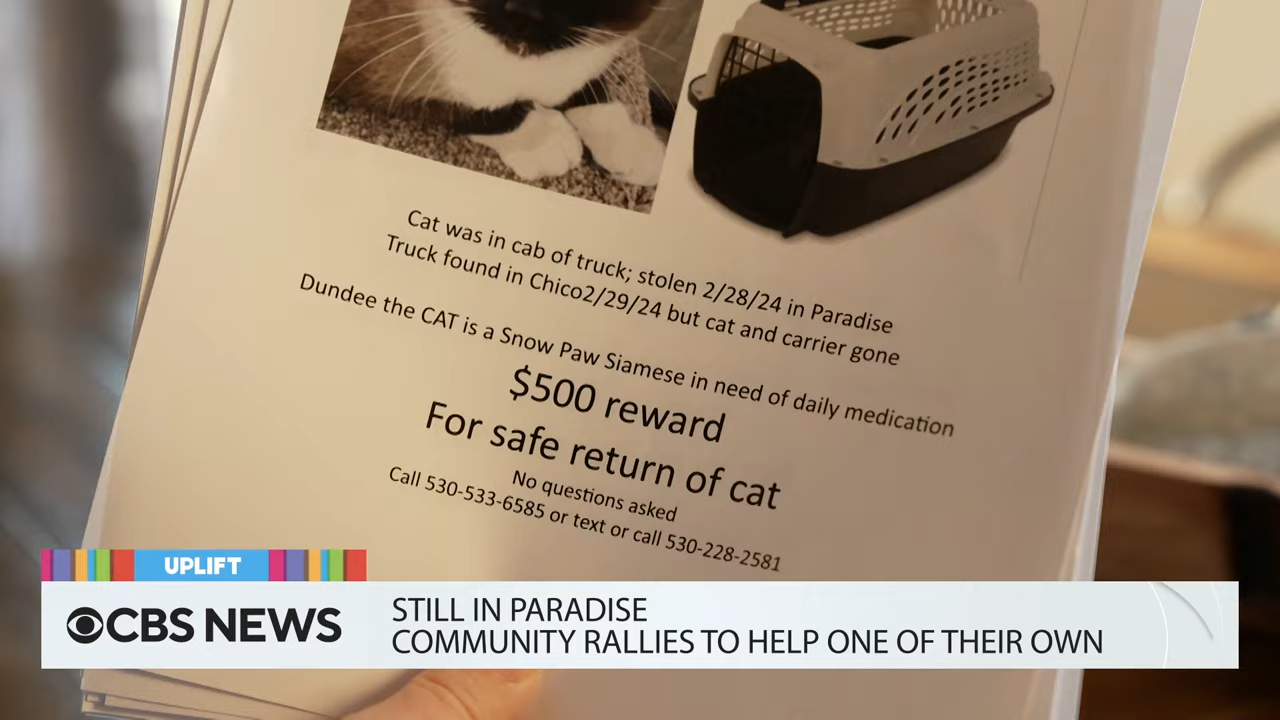 Cat was in cab of truck; stolen 2/28/24 in Paradise
Truck found in Chico2/29/24 but cat and carrier gone
Dundee the CAT is a Snow Paw Siamese in need of daily medication
$500 reward
For safe return of cat
No questions asked
Call 530-533-6585 or text or call 530-228-2581
UPLIFT
CBS NEWS
STILL IN PARADISE
COMMUNITY RALLIES TO HELP ONE OF THEIR OWN